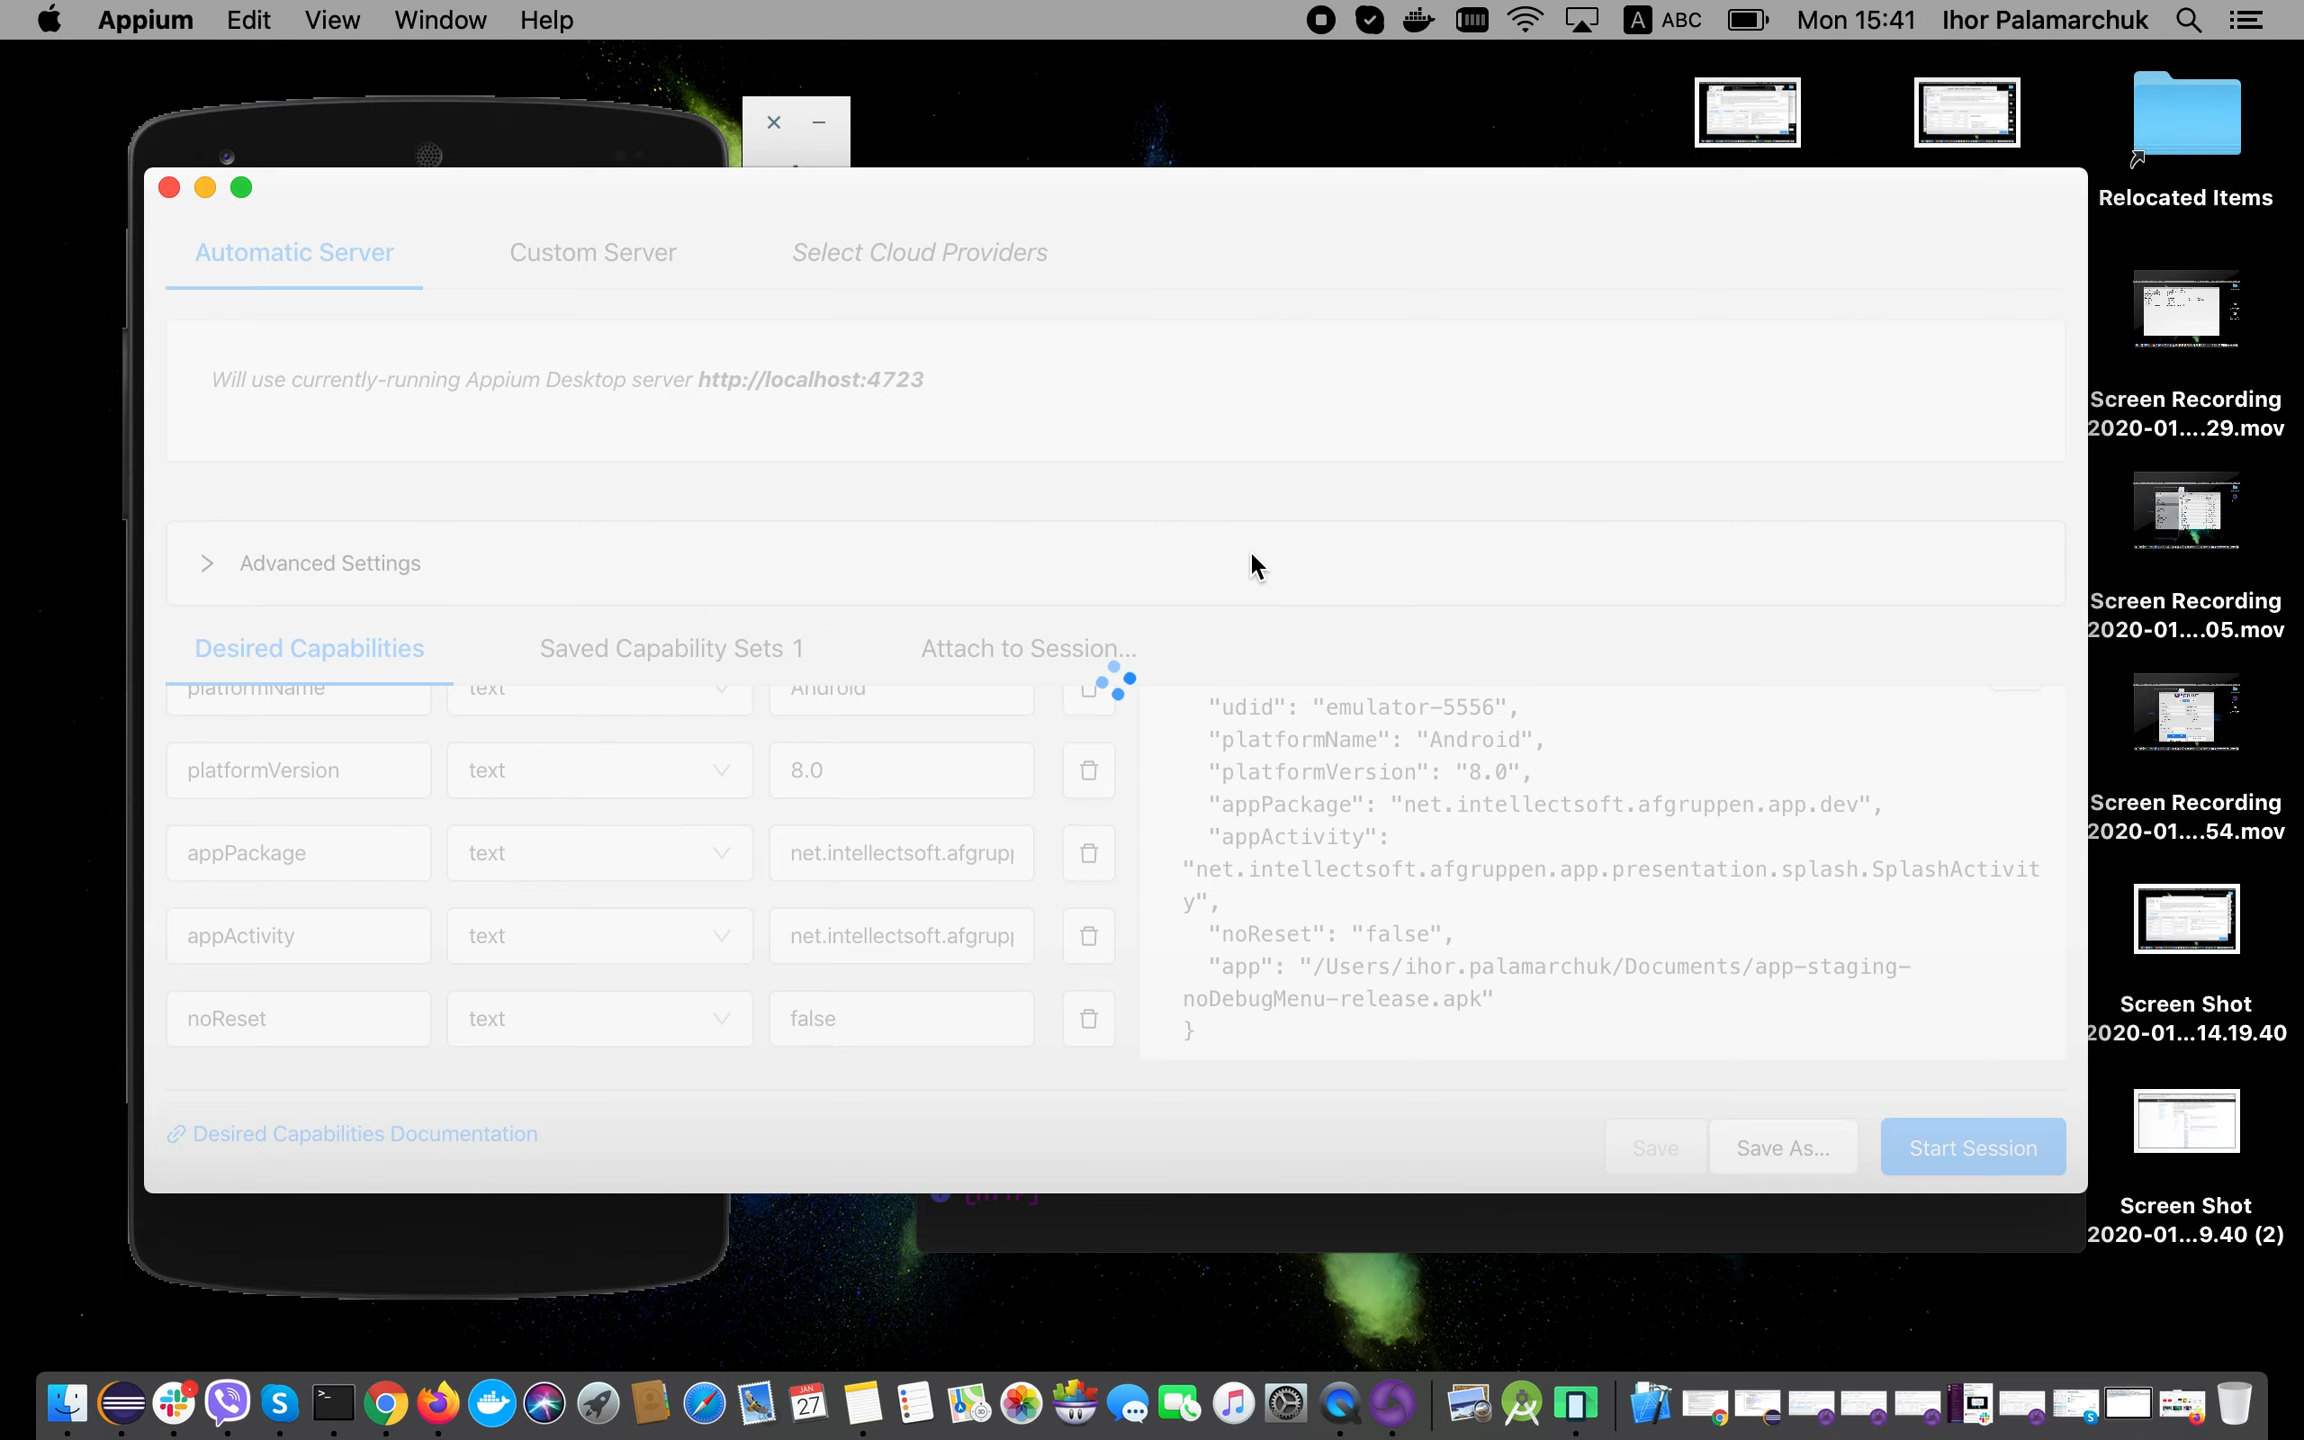 Appium Edit View Window Help
A ABC Mon 15:41 Ihor Palamarchuk
Relocated Items
Automatic Server Custom Server Select Cloud Providers
Will use currently-running Appium Desktop server http://localhost:4723
Screen Recording
2020-01....29.mov
Advanced Settings
Screen Recording
2020-01....05.mov
Desired Capabilities Saved Capability Sets 1 Attach to Session...
platformName text Android
platformVersion text 8.0
appPackage text net.intellectsoft.afgrupp
appActivity text net.intellectsoft.afgrupp
noReset text false
"udid": "emulator-5556",
"platformName": "Android",
"platformVersion": "8.0",
"appPackage": "net.intellectsoft.afgruppen.app.dev",
"appActivity":
"net.intellectsoft.afgruppen.app.presentation.splash.SplashActivit
y",
"noReset": "false",
"app": "/Users/ihor.palamarchuk/Documents/app-staging-
noDebugMenu-release.apk"
}
Screen Recording
2020-01....54.mov
Screen Shot
2020-01...14.19.40
Desired Capabilities Documentation
Save Save As... Start Session
Screen Shot
2020-01...9.40 (2)
[HTTP]
JAN
27